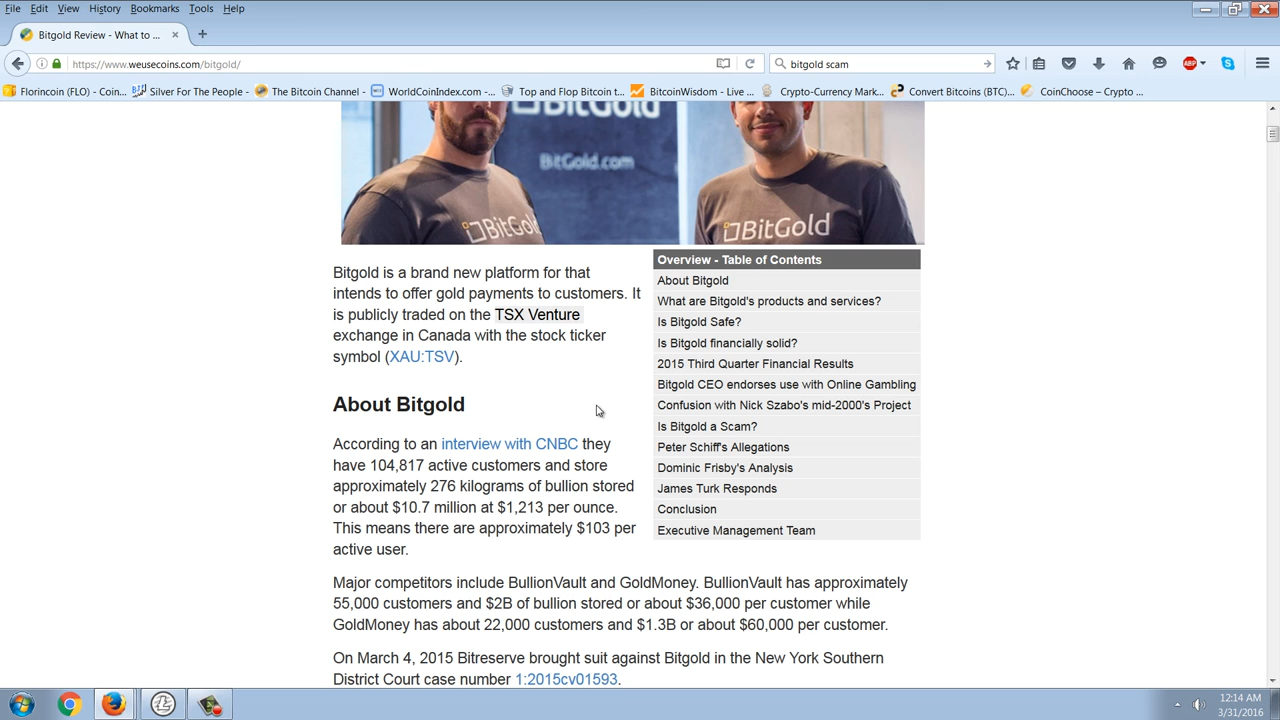 File Edit View History Bookmarks Tools Help
Bitgold Review - What to ...
https://www.weusecoins.com/bitgold/
bitgold scam
ABP
Florincoin (FLO) - Coin... Silver For The People - The Bitcoin Channel - WorldCoinIndex.com -... Top and Flop Bitcoin t... BitcoinWisdom - Live ... Crypto-Currency Mark... Convert Bitcoins (BTC)... CoinChoose – Crypto ...
BitGold
BitGold.com
BitGold
BitGold
Bitgold is a brand new platform for that
intends to offer gold payments to customers. It
is publicly traded on the TSX Venture
exchange in Canada with the stock ticker
symbol (XAU:TSV).
Overview - Table of Contents
About Bitgold
What are Bitgold's products and services?
Is Bitgold Safe?
Is Bitgold financially solid?
2015 Third Quarter Financial Results
Bitgold CEO endorses use with Online Gambling
Confusion with Nick Szabo's mid-2000's Project
Is Bitgold a Scam?
Peter Schiff's Allegations
Dominic Frisby's Analysis
James Turk Responds
Conclusion
Executive Management Team
About Bitgold
According to an interview with CNBC they
have 104,817 active customers and store
approximately 276 kilograms of bullion stored
or about $10.7 million at $1,213 per ounce.
This means there are approximately $103 per
active user.
Major competitors include BullionVault and GoldMoney. BullionVault has approximately
55,000 customers and $2B of bullion stored or about $36,000 per customer while
GoldMoney has about 22,000 customers and $1.3B or about $60,000 per customer.
On March 4, 2015 Bitreserve brought suit against Bitgold in the New York Southern
District Court case number 1:2015cv01593.
12:14 AM
3/31/2016